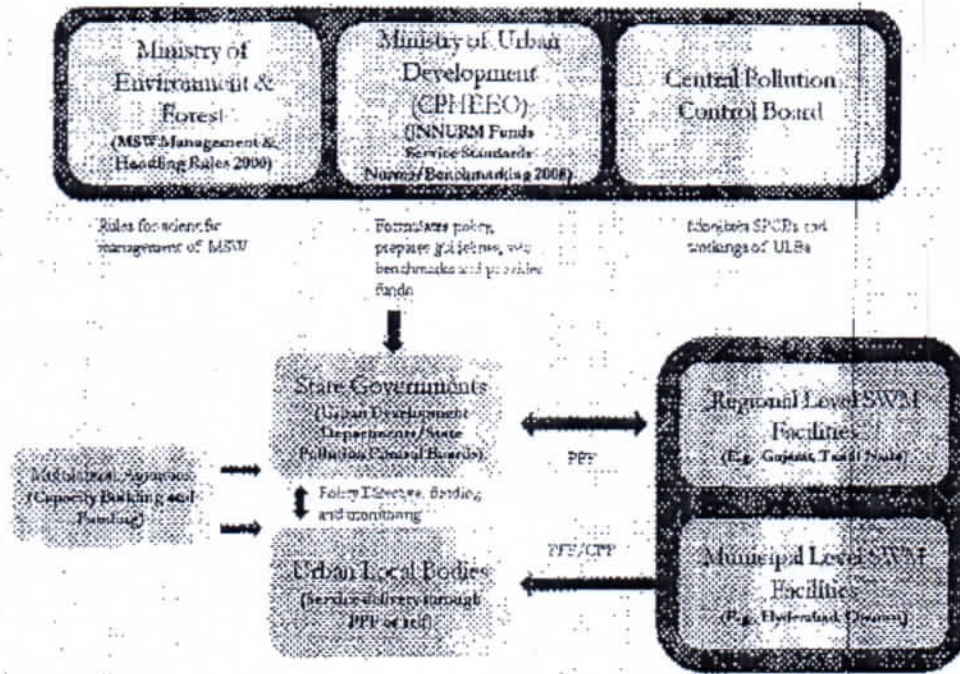 Ministry of
Environment &
Forest
(MSW Management &
Handling Rules 2000)
Ministry of Urban
Development
(CPHEEO)
(JNNURM Funds
Service Standards
Norms/Benchmarking 2008)
Central Pollution
Control Board
Rules for scientific
management of MSW
Formulates policy,
prepares guidelines,
benchmarks and provides
funds
Monitors SPCBs and
workings of ULBs
State Governments
(Urban Development
Departments/State
Pollution Control Boards)
Regional Level SWM
Facilities
(E.g. Gujarat, Tamil Nadu)
PPP
Multilateral Agencies
(Capacity Building and
Funding)
Policy Directive, funding
and monitoring
Urban Local Bodies
(Service delivery through
PPP or self)
PPP/CPP
Municipal Level SWM
Facilities
(E.g. Hyderabad, Chennai)